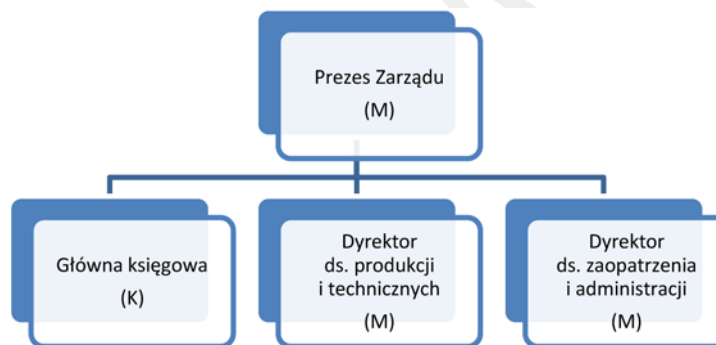 Prezes Zarządu
(M)
Główna księgowa
(K)
Dyrektor
ds. produkcji
i technicznych
(M)
Dyrektor
ds. zaopatrzenia
i administracji
(M)